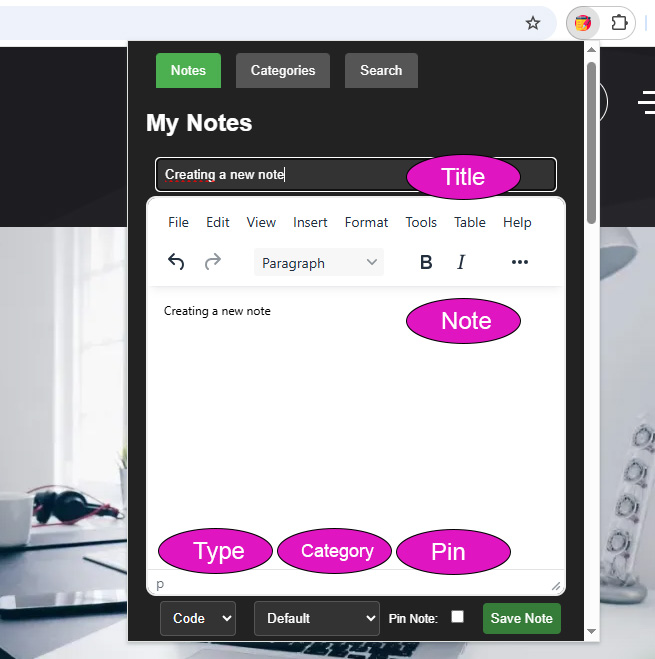 Notes Categories Search
My Notes
Creating a new note Title
File Edit View Insert Format Tools Table Help
Paragraph B I
Creating a new note
Note
Type Category Pin
p
Code Default Pin Note: Save Note